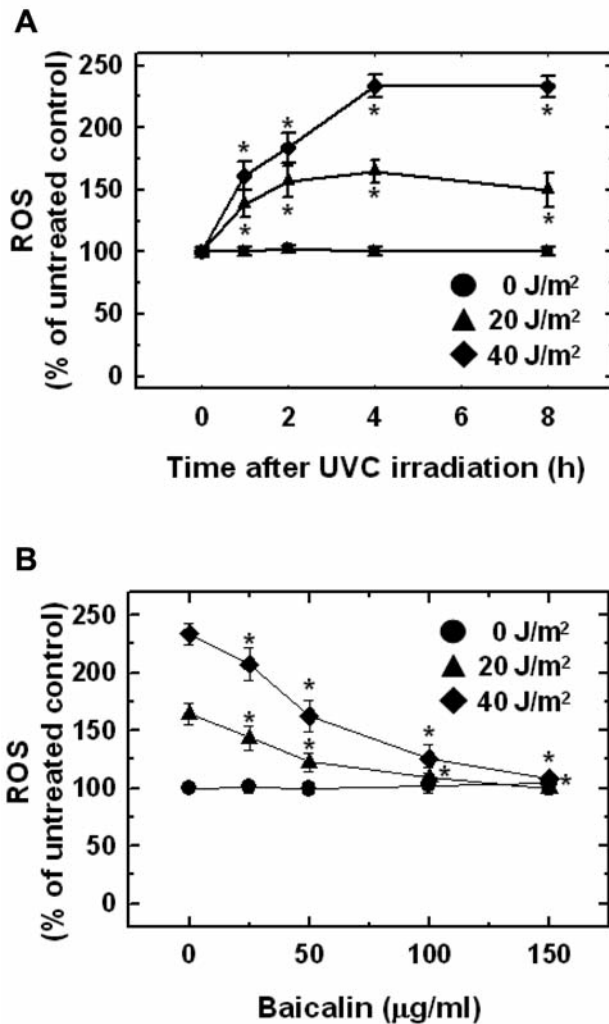 A
ROS
(% of untreated control)
250
200
150
100
50
0
*
*
*
*
*
*
*
*
0 J/m²
20 J/m²
40 J/m²
0
2
4
6
8
Time after UVC irradiation (h)
B
ROS
(% of untreated control)
250
200
150
100
50
0
*
*
*
*
*
*
*
*
0 J/m²
20 J/m²
40 J/m²
0
50
100
150
Baicalin (μg/ml)